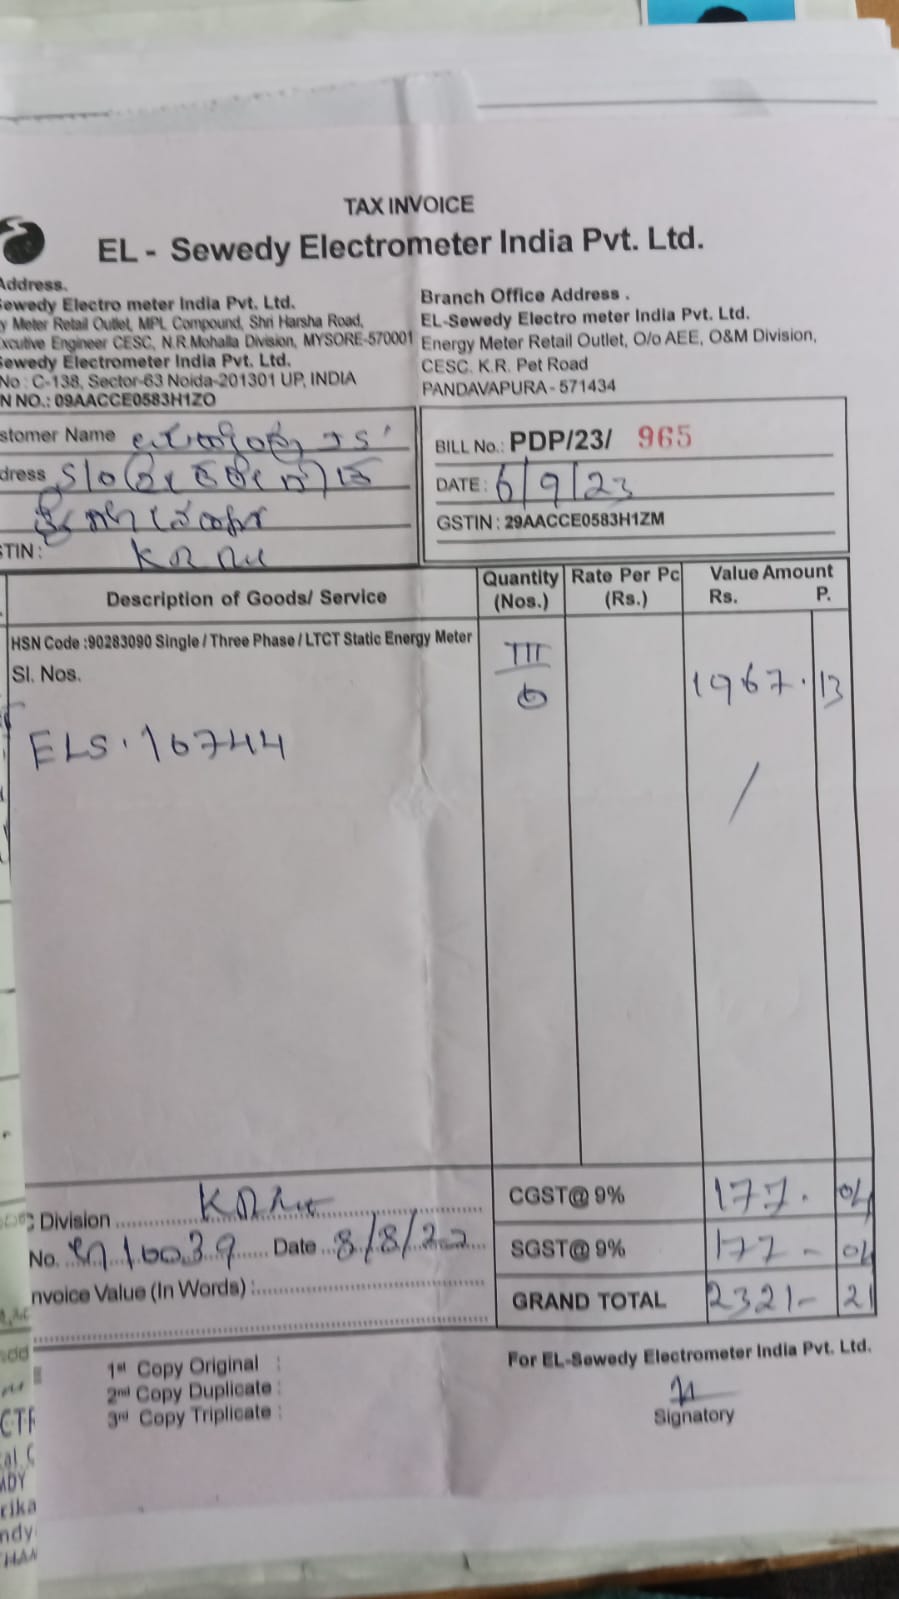 TAX INVOICE
EL - Sewedy Electrometer India Pvt. Ltd.
Address.
Sewedy Electro meter India Pvt. Ltd.
y Meter Retail Outlet, MPL Compound, Shri Harsha Road,
xcutive Engineer CESC, N.R.Mohalla Division, MYSORE-570001
Sewedy Electrometer India Pvt. Ltd.
No : C-138, Sector-63 Noida-201301 UP, INDIA
N NO.: 09AACCE0583H1ZO
Branch Office Address .
EL-Sewedy Electro meter India Pvt. Ltd.
Energy Meter Retail Outlet, O/o AEE, O&M Division,
CESC. K.R. Pet Road
PANDAVAPURA - 571434
stomer Name
dress
STIN :
BILL No.: PDP/23/ 965
DATE : 6/9/23
GSTIN : 29AACCE0583H1ZM
Description of Goods/ Service
Quantity (Nos.)
Rate Per Pc (Rs.)
Value Amount
Rs. P.
HSN Code :90283090 Single / Three Phase / LTCT Static Energy Meter
Sl. Nos.
1967. 13
ELS. 16744
CGST@ 9% 177. 04
SGST@ 9% 177 - 04
GRAND TOTAL 2321- 21
Division
No. Date 8/8/22
nvoice Value (In Words) :
For EL-Sewedy Electrometer India Pvt. Ltd.
1st Copy Original :
2nd Copy Duplicate :
3rd Copy Triplicate :
Signatory